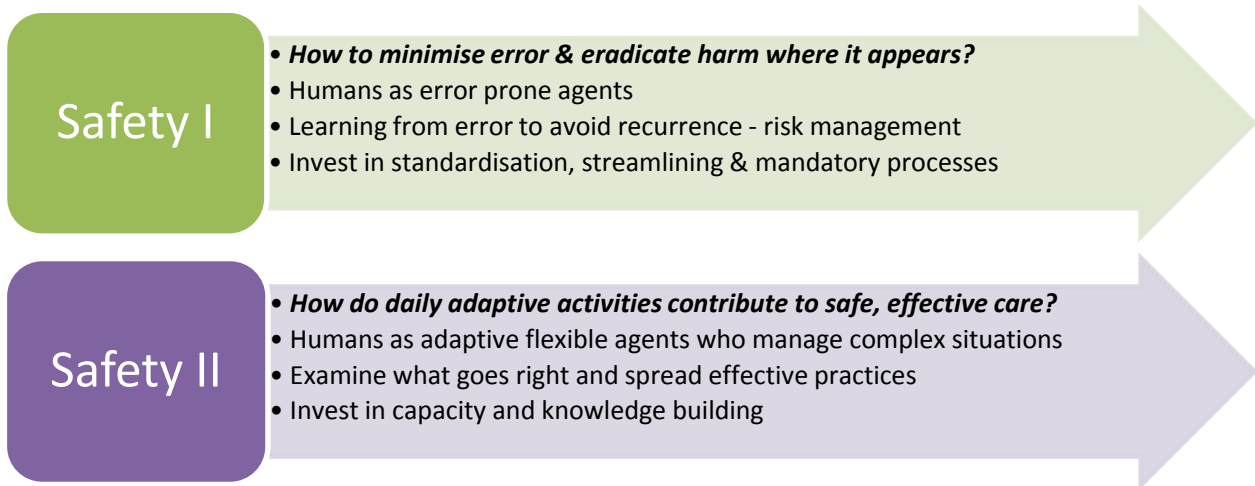 Safety I
• How to minimise error & eradicate harm where it appears?
• Humans as error prone agents
• Learning from error to avoid recurrence - risk management
• Invest in standardisation, streamlining & mandatory processes
Safety II
• How do daily adaptive activities contribute to safe, effective care?
• Humans as adaptive flexible agents who manage complex situations
• Examine what goes right and spread effective practices
• Invest in capacity and knowledge building